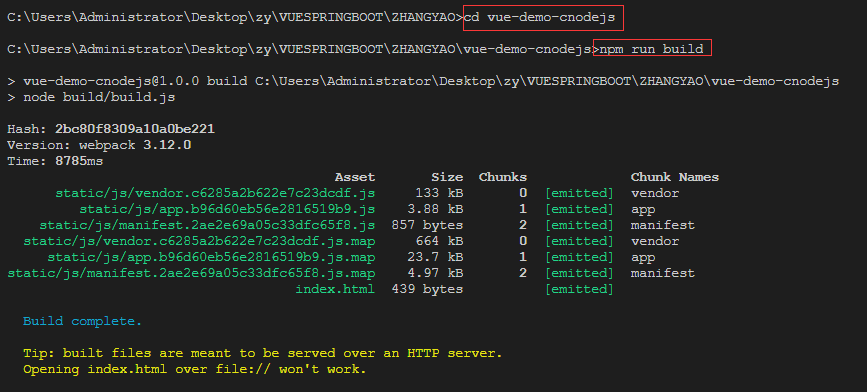 C:\Users\Administrator\Desktop\zy\VUESPRINGBOOT\ZHANGYAO>cd vue-demo-cnodejs
C:\Users\Administrator\Desktop\zy\VUESPRINGBOOT\ZHANGYAO\vue-demo-cnodejs>npm run build
> vue-demo-cnodejs@1.0.0 build C:\Users\Administrator\Desktop\zy\VUESPRINGBOOT\ZHANGYAO\vue-demo-cnodejs
> node build/build.js
Hash: 2bc80f8309a10a0be221
Version: webpack 3.12.0
Time: 8785ms
Asset Size Chunks Chunk Names
static/js/vendor.c6285a2b622e7c23dcdf.js 133 kB 0 [emitted] vendor
static/js/app.b96d60eb56e2816519b9.js 3.88 kB 1 [emitted] app
static/js/manifest.2ae2e69a05c33dfc65f8.js 857 bytes 2 [emitted] manifest
static/js/vendor.c6285a2b622e7c23dcdf.js.map 664 kB 0 [emitted] vendor
static/js/app.b96d60eb56e2816519b9.js.map 23.7 kB 1 [emitted] app
static/js/manifest.2ae2e69a05c33dfc65f8.js.map 4.97 kB 2 [emitted] manifest
index.html 439 bytes [emitted]
Build complete.
Tip: built files are meant to be served over an HTTP server.
Opening index.html over file:// won't work.